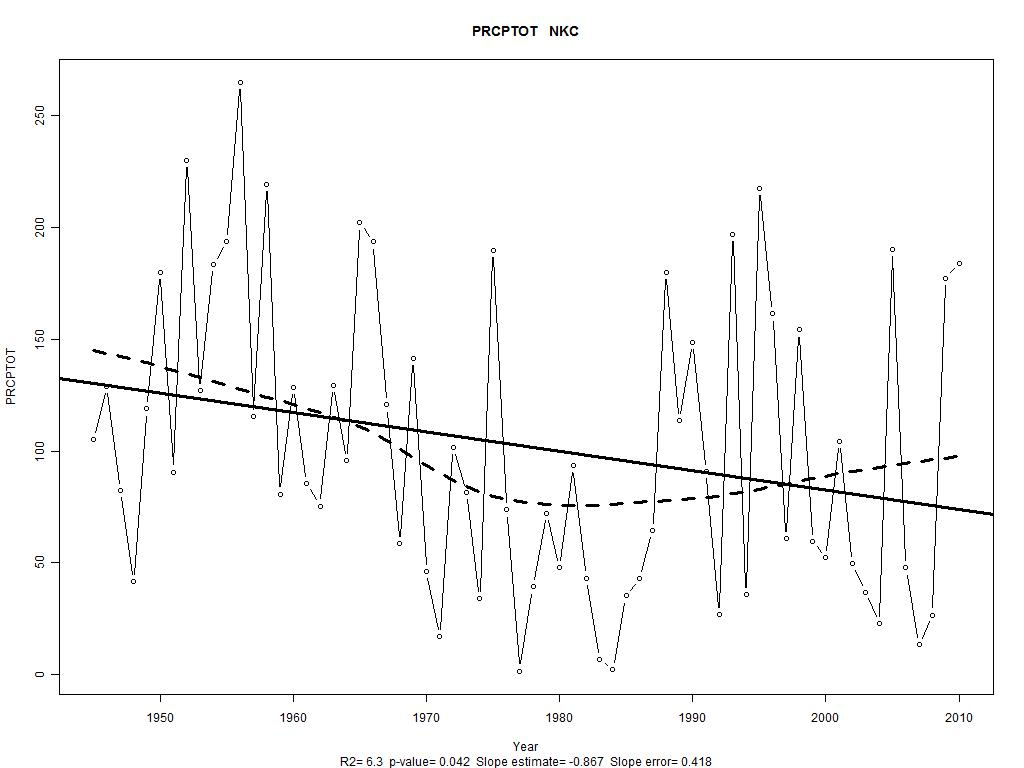 PRCPTOT NKC
PRCPTOT
250
200
150
100
50
0
1950 1960 1970 1980 1990 2000 2010
Year
R2= 6.3 p-value= 0.042 Slope estimate= -0.867 Slope error= 0.418